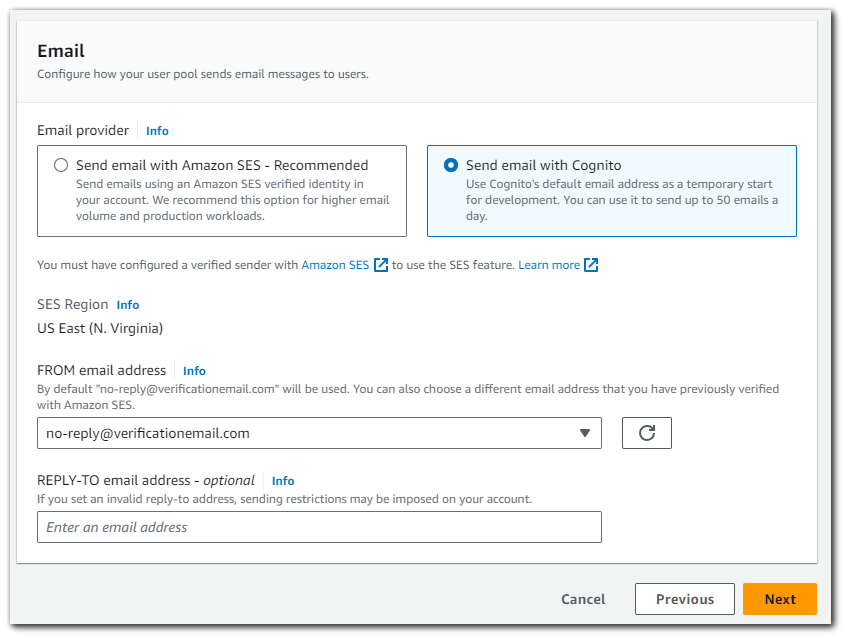 Email
Configure how your user pool sends email messages to users.
Email provider Info
Send email with Amazon SES - Recommended
Send emails using an Amazon SES verified identity in
your account. We recommend this option for higher email
volume and production workloads.
Send email with Cognito
Use Cognito's default email address as a temporary start
for development. You can use it to send up to 50 emails a
day.
You must have configured a verified sender with Amazon SES to use the SES feature. Learn more
SES Region Info
US East (N. Virginia)
FROM email address Info
By default "no-reply@verificationemail.com" will be used. You can also choose a different email address that you have previously verified
with Amazon SES.
no-reply@verificationemail.com
REPLY-TO email address - optional Info
If you set an invalid reply-to address, sending restrictions may be imposed on your account.
Enter an email address
Cancel Previous Next